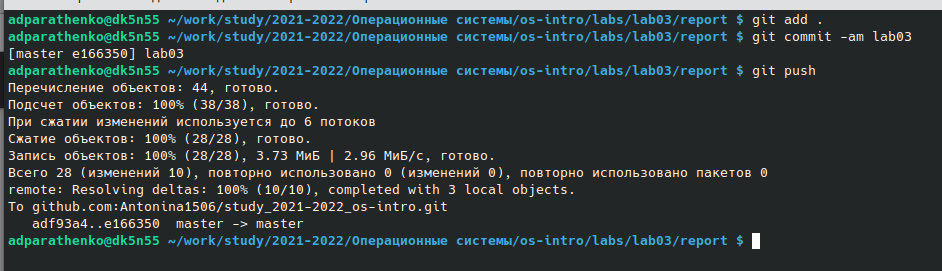 adparathenko@dk5n55 ~/work/study/2021-2022/Операционные системы/os-intro/labs/lab03/report $ git add .
adparathenko@dk5n55 ~/work/study/2021-2022/Операционные системы/os-intro/labs/lab03/report $ git commit -am lab03
[master e166350] lab03
adparathenko@dk5n55 ~/work/study/2021-2022/Операционные системы/os-intro/labs/lab03/report $ git push
Перечисление объектов: 44, готово.
Подсчет объектов: 100% (38/38), готово.
При сжатии изменений используется до 6 потоков
Сжатие объектов: 100% (28/28), готово.
Запись объектов: 100% (28/28), 3.73 МиБ | 2.96 МиБ/с, готово.
Всего 28 (изменений 10), повторно использовано 0 (изменений 0), повторно использовано пакетов 0
remote: Resolving deltas: 100% (10/10), completed with 3 local objects.
To github.com:Antonina1506/study_2021-2022_os-intro.git
   adf93a4..e166350  master -> master
adparathenko@dk5n55 ~/work/study/2021-2022/Операционные системы/os-intro/labs/lab03/report $